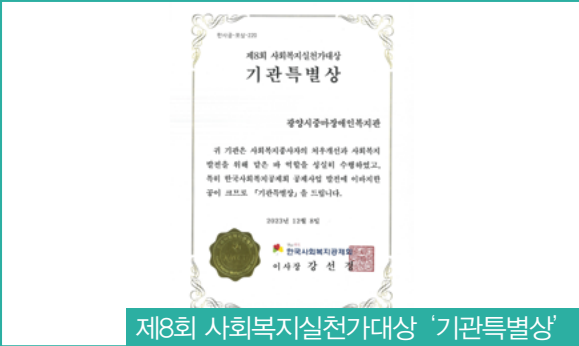 제8회 사회복지실천가대상
기관특별상
광양시중마장애인복지관
귀 기관은 사회복지종사자의 처우개선과 사회복지
발전을 위해 맡은 바 역할을 성실히 수행하였고,
특히 한국사회복지공제회 공제사업 발전에 이바지한
공이 크므로 「기관특별상」을 드립니다.
2022년 12월 8일
한국사회복지공제회
이사장 강 선
제8회 사회복지실천가대상 ‘기관특별상’